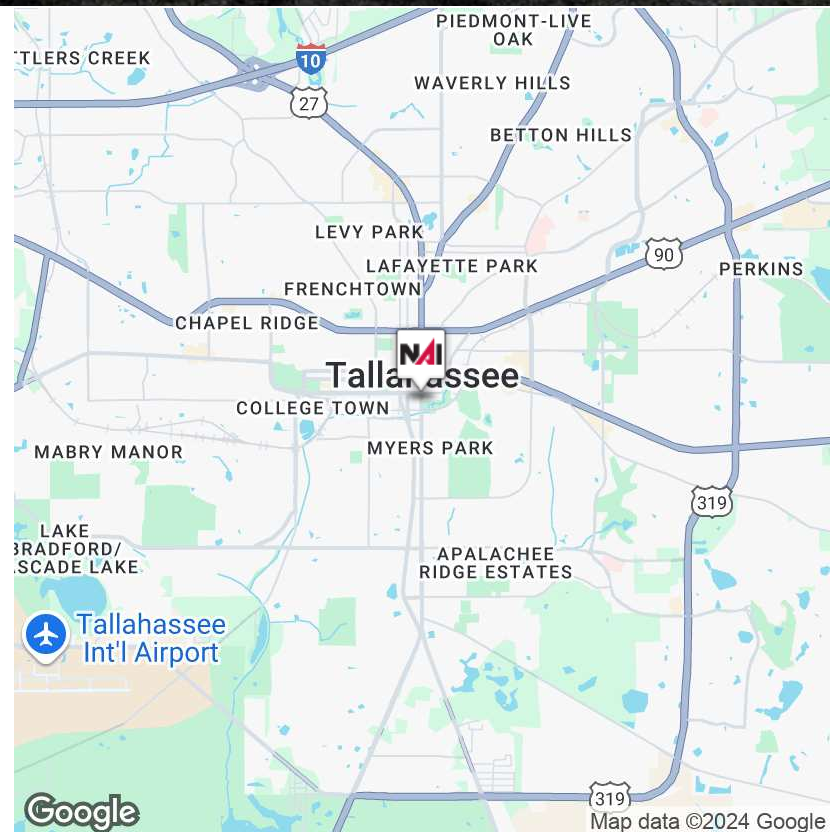 PIEDMONT-LIVE
OAK
TTLERS CREEK
10
WAVERLY HILLS
27
BETTON HILLS
LEVY PARK
90
LAFAYETTE PARK
PERKINS
FRENCHTOWN
CHAPEL RIDGE
NAI
Tallahassee
COLLEGE TOWN
MYERS PARK
MABRY MANOR
319
LAKE
BRADFORD/
ASCADE LAKE
APALACHEE
RIDGE ESTATES
Tallahassee
Int'l Airport
319
Google
Map data ©2024 Google